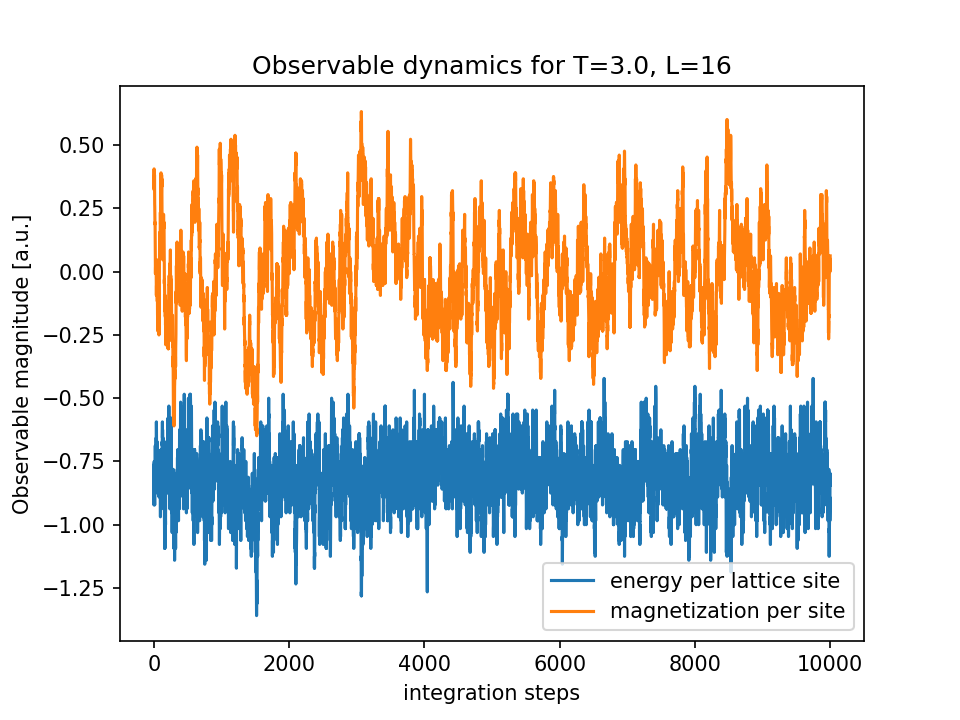 Observable dynamics for T=3.0, L=16
Observable magnitude [a.u.]
0.50
0.25
0.00
−0.25
−0.50
−0.75
−1.00
−1.25
energy per lattice site
magnetization per site
0 2000 4000 6000 8000 10000
integration steps